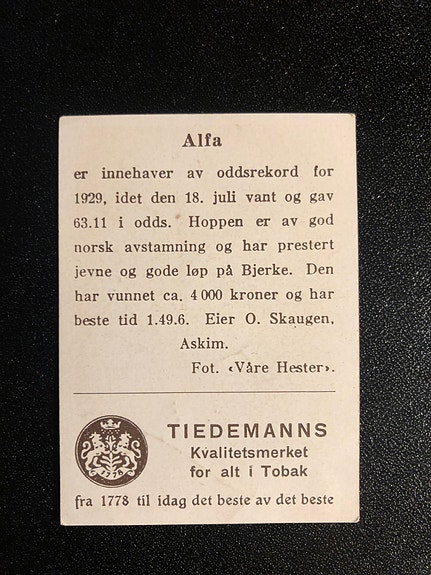 Alfa
er innehaver av oddsrekord for
1929, idet den 18. juli vant og gav
63.11 i odds. Hoppen er av god
norsk avstamning og har prestert
jevne og gode løp på Bjerke. Den
har vunnet ca. 4 000 kroner og har
beste tid 1.49.6. Eier O. Skaugen,
Askim.
Fot. «Våre Hester».
1778
TIEDEMANNS
Kvalitetsmerket
for alt i Tobak
fra 1778 til idag det beste av det beste